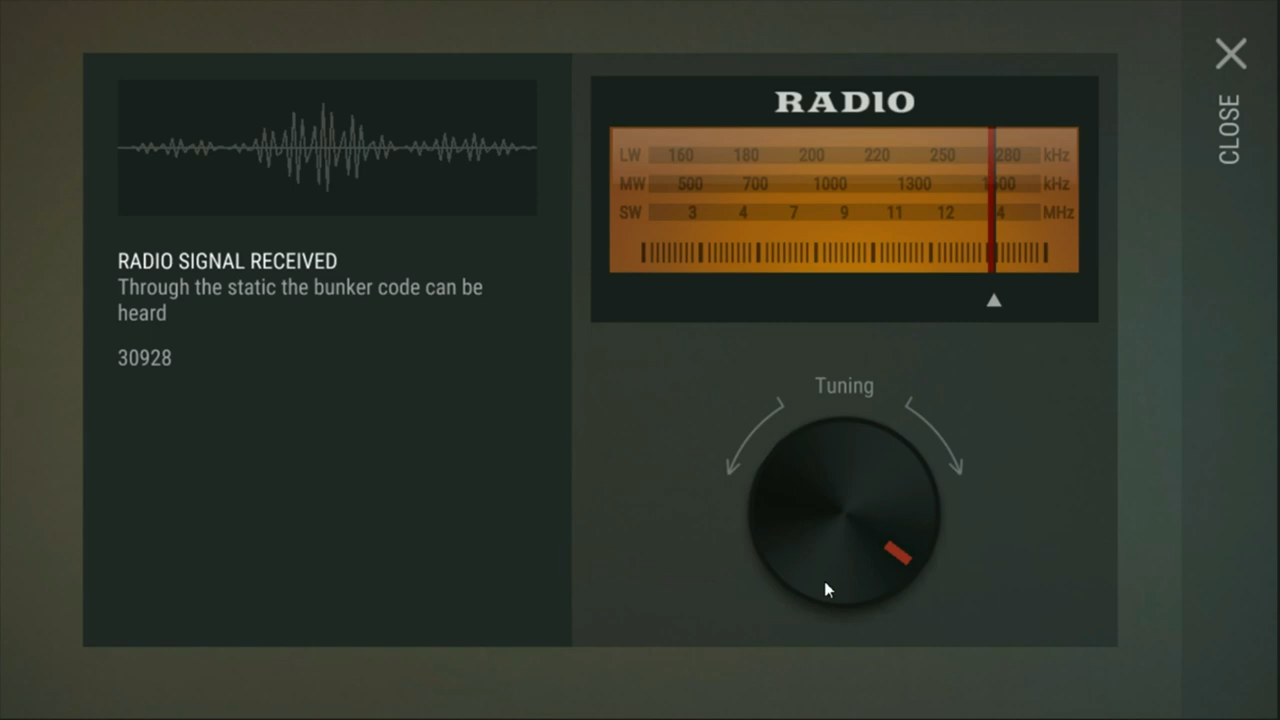 RADIO SIGNAL RECEIVED
Through the static the bunker code can be
heard
30928
RADIO
LW 160 180 200 220 250 280 kHz
MW 500 700 1000 1300 kHz
SW 3 4 7 9 11 12 MHz
Tuning
CLOSE